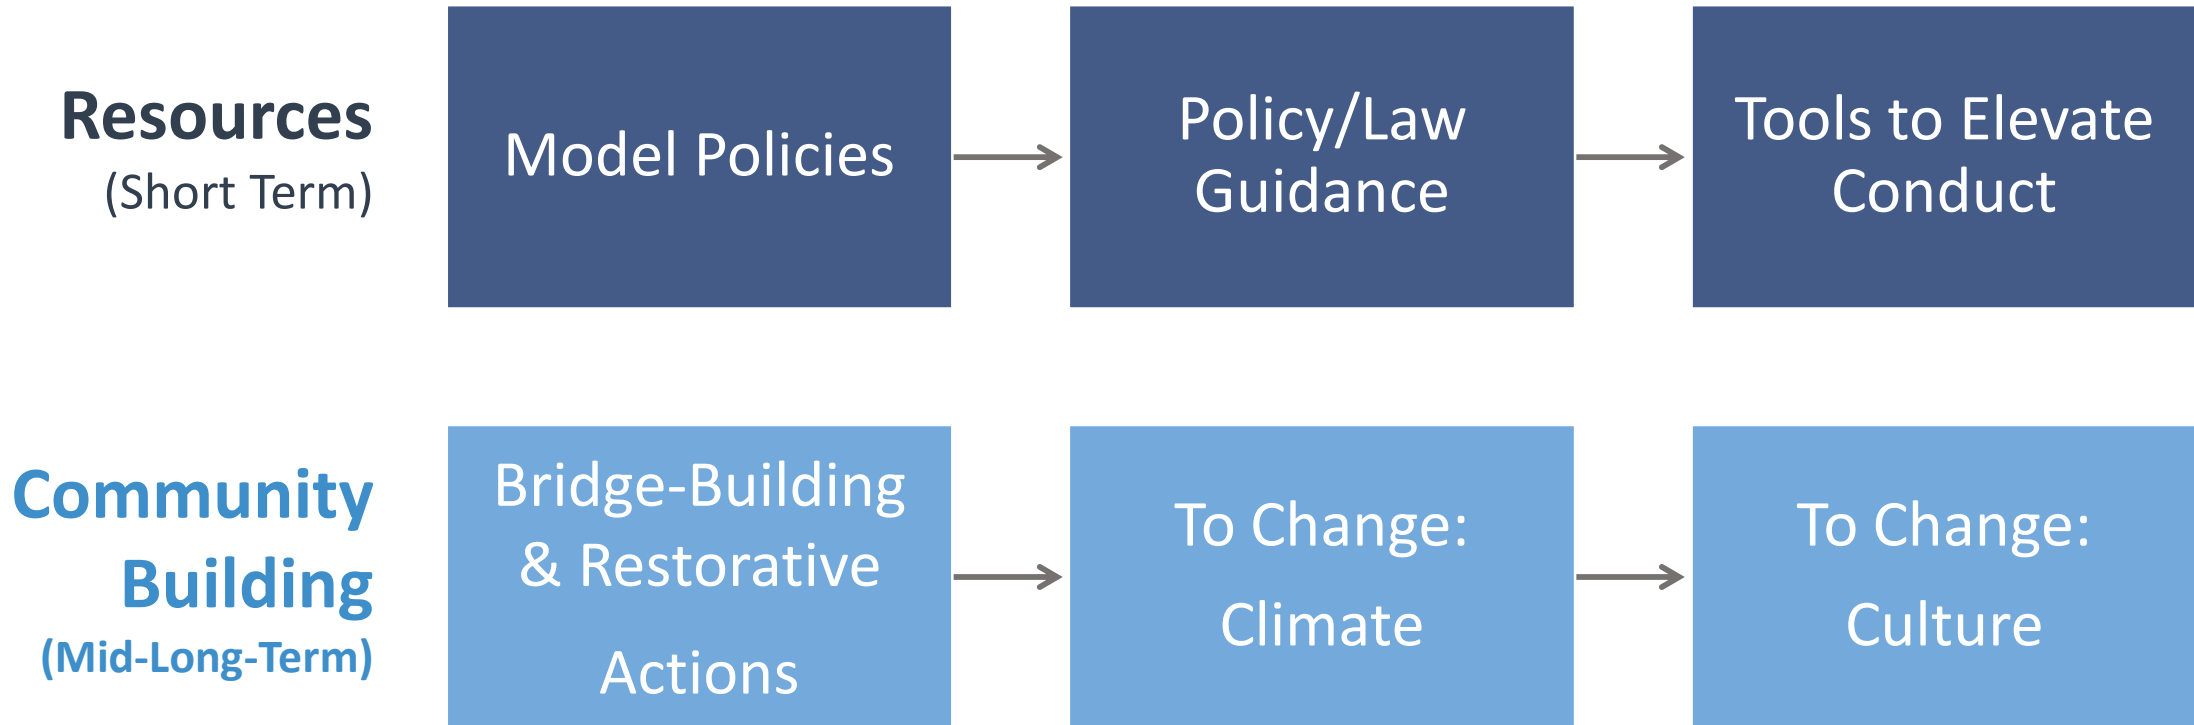 Resources
(Short Term)
Model Policies
Policy/Law
Guidance
Tools to Elevate
Conduct
Community
Building
(Mid-Long-Term)
Bridge-Building
& Restorative
Actions
To Change:
Climate
To Change:
Culture